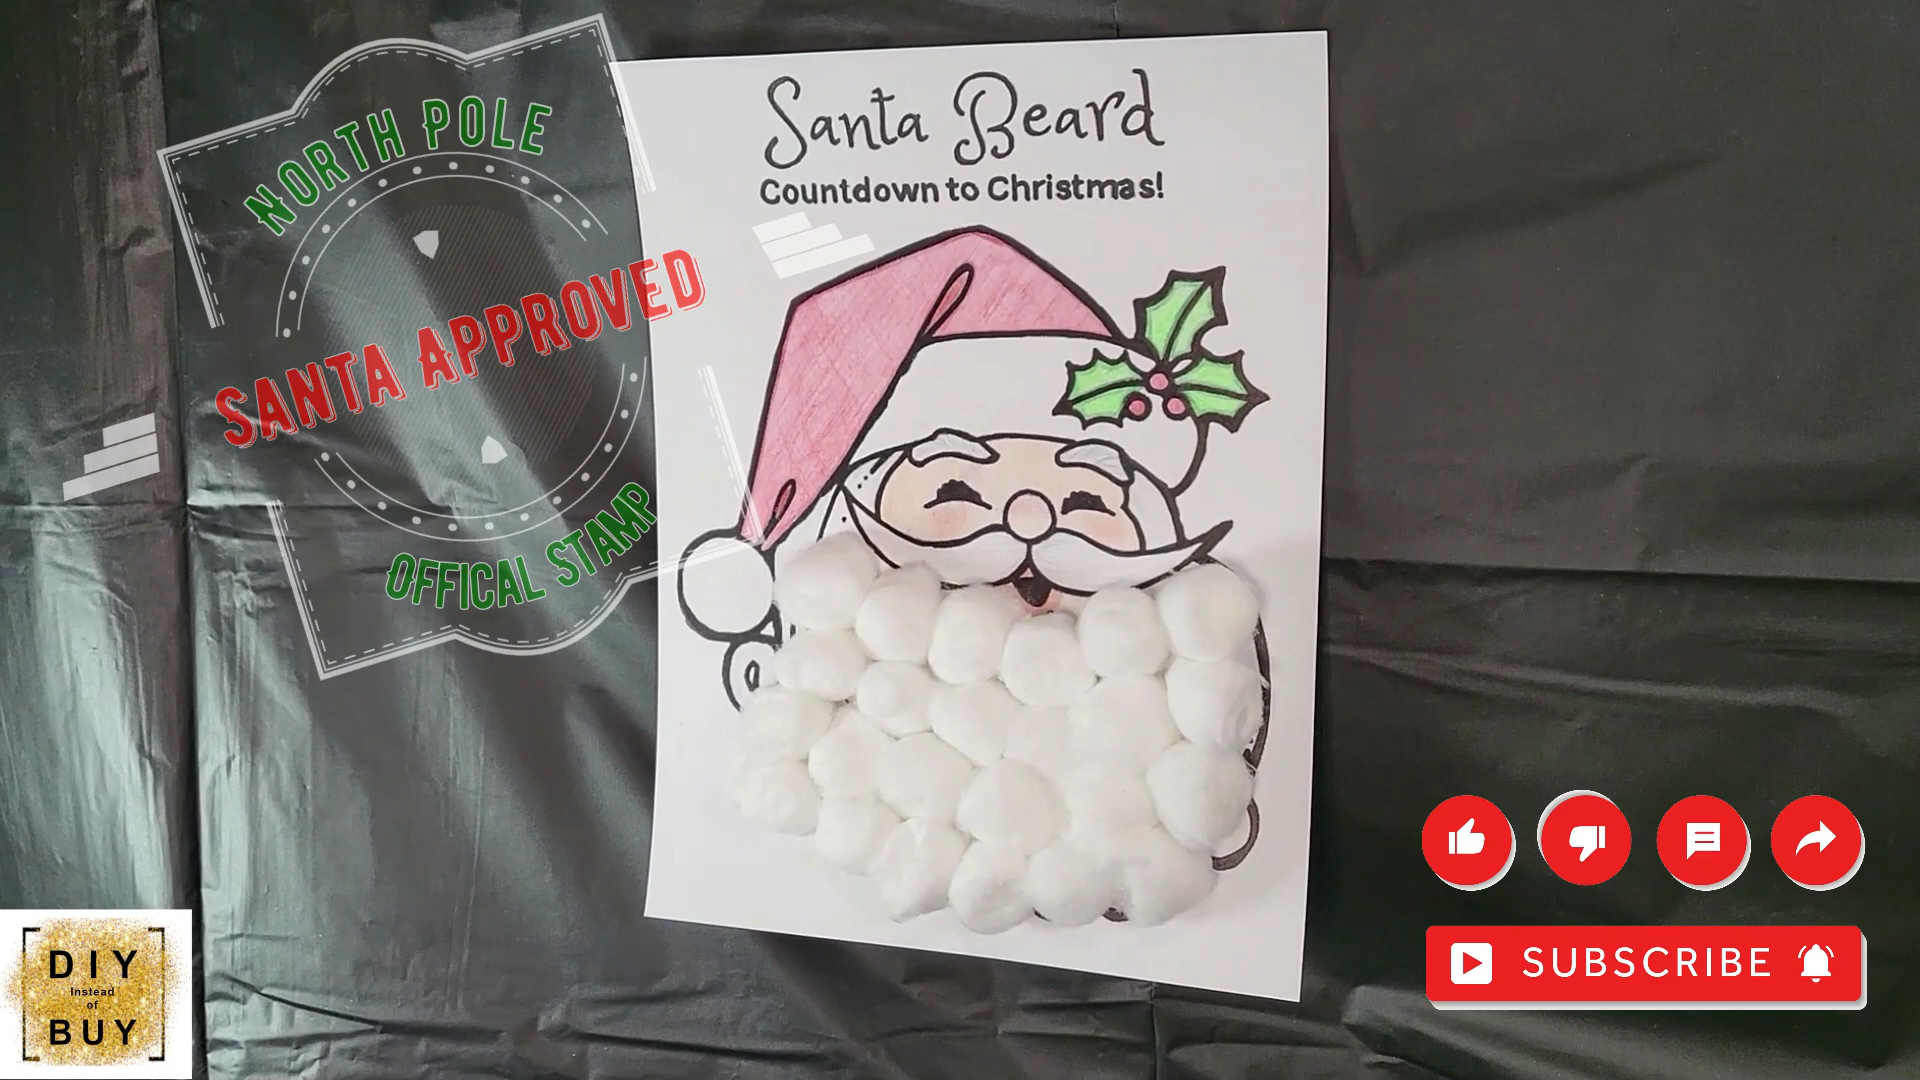 NORTH POLE
SANTA APPROVED
OFFICAL STAMP
Santa Beard
Countdown to Christmas!
SUBSCRIBE
DIY
Instead
of
BUY